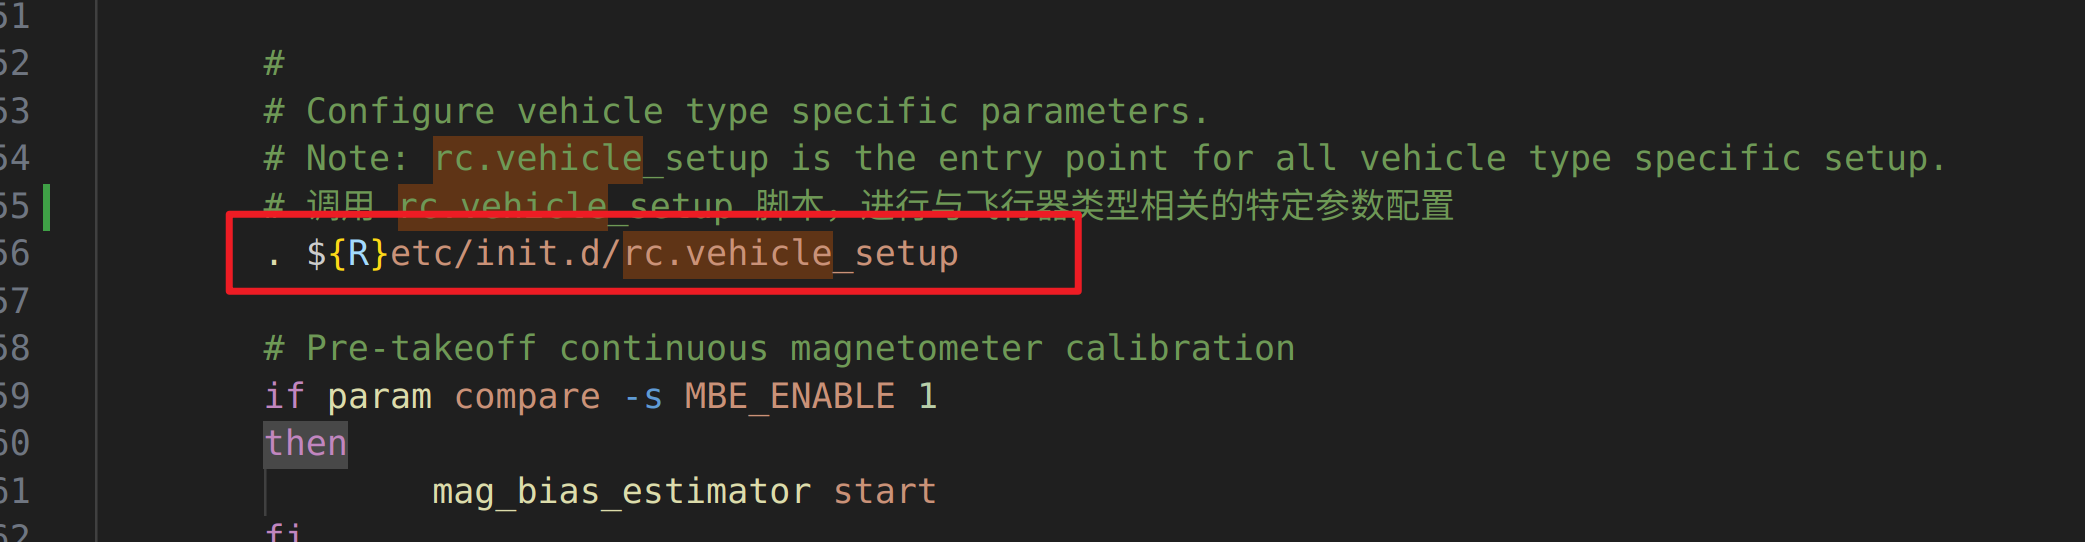 51
52 #
53 # Configure vehicle type specific parameters.
54 # Note: rc.vehicle_setup is the entry point for all vehicle type specific setup.
55 # 调用 rc.vehicle_setup 脚本，进行与飞行器类型相关的特定参数配置
56 . ${R}etc/init.d/rc.vehicle_setup
57
58 # Pre-takeoff continuous magnetometer calibration
59 if param compare -s MBE_ENABLE 1
60 then
61 mag_bias_estimator start
62 fi